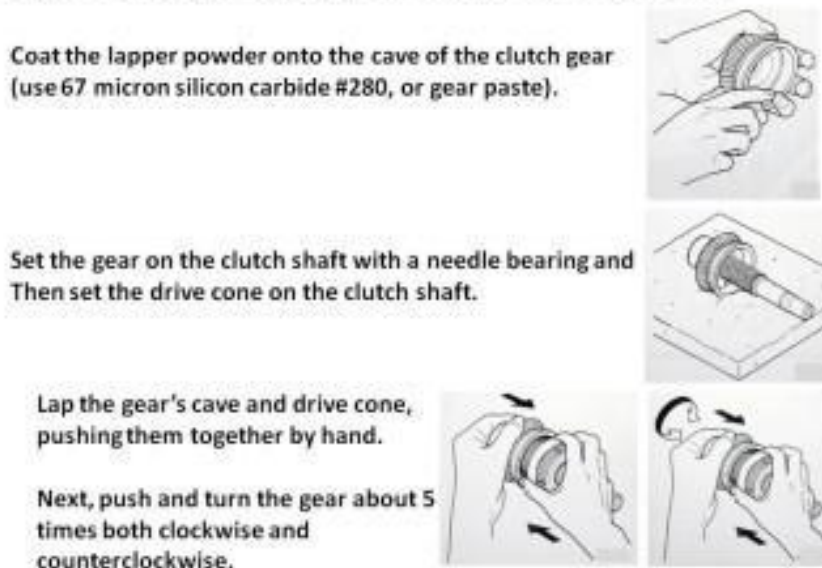 Coat the lapper powder onto the cave of the clutch gear
(use 67 micron silicon carbide #280, or gear paste).
Set the gear on the clutch shaft with a needle bearing and
Then set the drive cone on the clutch shaft.
Lap the gear's cave and drive cone,
pushing them together by hand.
Next, push and turn the gear about 5
times both clockwise and
counterclockwise.